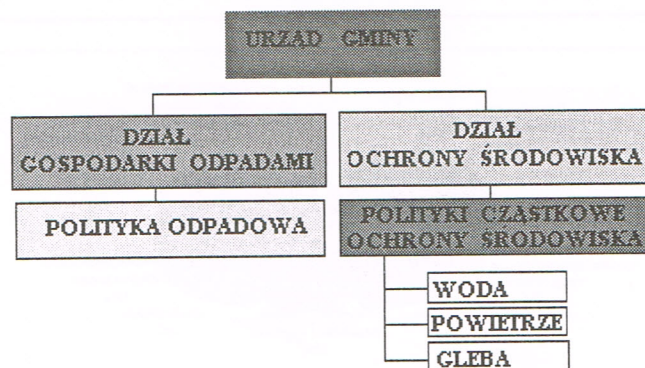 URZĄD GMINY
DZIAŁ
GOSPODARKI ODPADAMI
DZIAŁ
OCHRONY ŚRODOWISKA
POLITYKA ODPADOWA
POLITYKI CZĄSTKOWE
OCHRONY ŚRODOWISKA
WODA
POWIETRZE
GLEBA